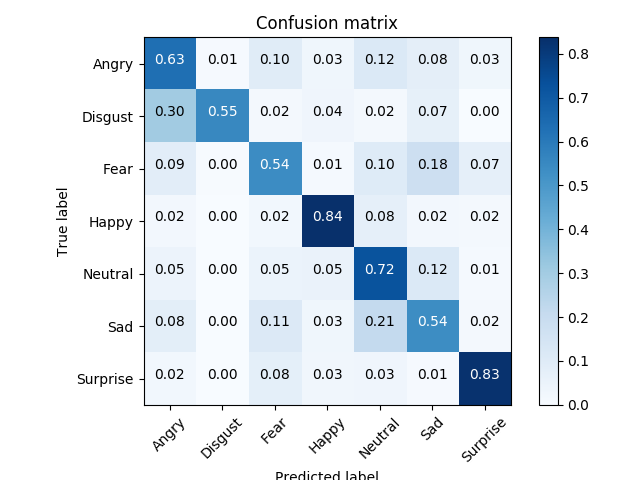 Confusion matrix
True label
Angry 0.63 0.01 0.10 0.03 0.12 0.08 0.03
Disgust 0.30 0.55 0.02 0.04 0.02 0.07 0.00
Fear 0.09 0.00 0.54 0.01 0.10 0.18 0.07
Happy 0.02 0.00 0.02 0.84 0.08 0.02 0.02
Neutral 0.05 0.00 0.05 0.05 0.72 0.12 0.01
Sad 0.08 0.00 0.11 0.03 0.21 0.54 0.02
Surprise 0.02 0.00 0.08 0.03 0.03 0.01 0.83
Angry Disgust Fear Happy Neutral Sad Surprise
Predicted label
0.8
0.7
0.6
0.5
0.4
0.3
0.2
0.1
0.0